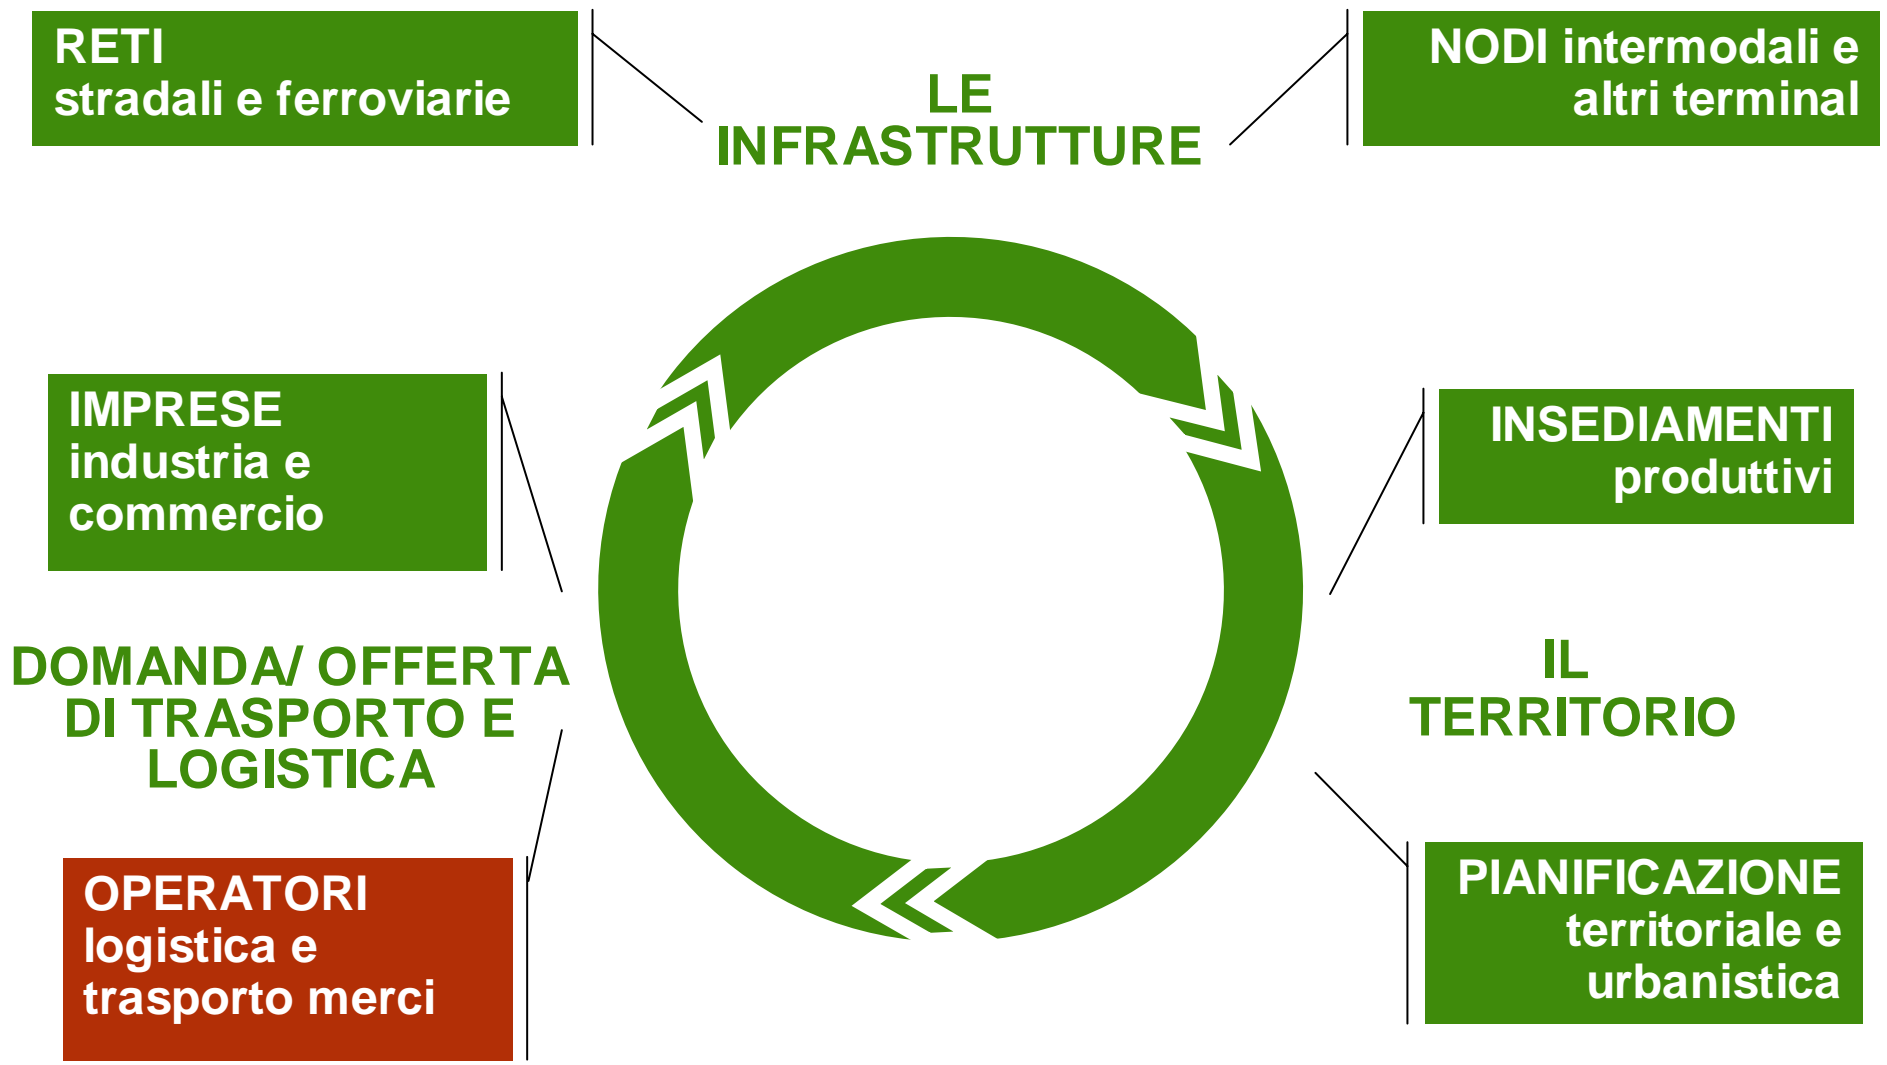 RETI
stradali e ferroviarie
LE
INFRASTRUTTURE
NODI intermodali e
altri terminal
IMPRESE
industria e
commercio
INSEDIAMENTI
produttivi
DOMANDA/ OFFERTA
DI TRASPORTO E
LOGISTICA
IL
TERRITORIO
OPERATORI
logistica e
trasporto merci
PIANIFICAZIONE
territoriale e
urbanistica